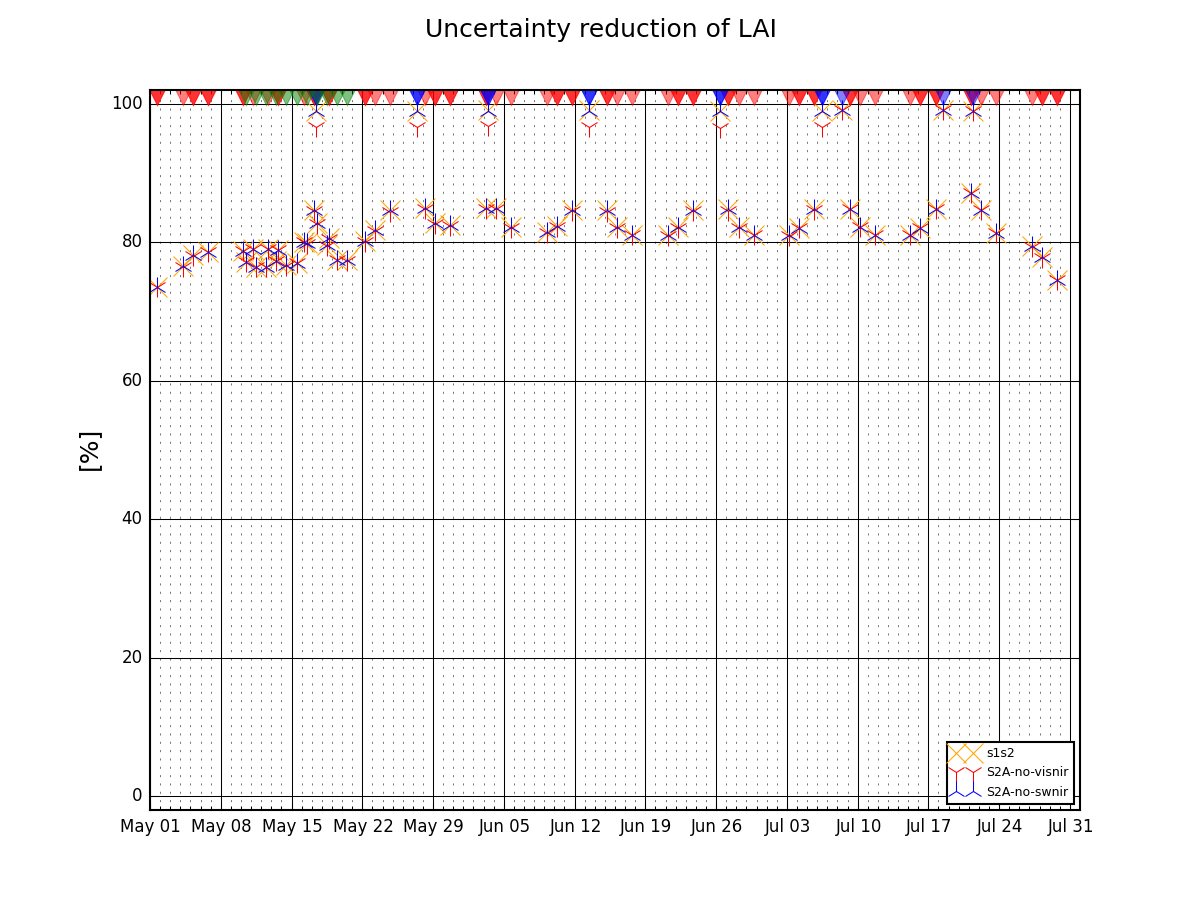 Uncertainty reduction of LAI
100
80
60
40
20
0
[%]
May 01 May 08 May 15 May 22 May 29 Jun 05 Jun 12 Jun 19 Jun 26 Jul 03 Jul 10 Jul 17 Jul 24 Jul 31
s1s2
S2A-no-visnir
S2A-no-swnir